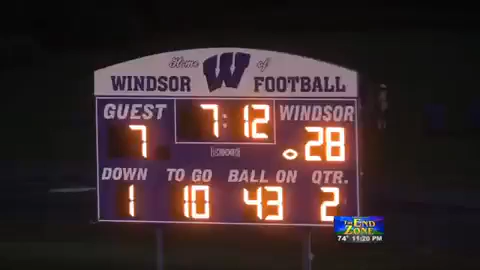 Home of
W
WINDSOR FOOTBALL
GUEST 7:12 WINDSOR
7 28
DOWN TO GO BALL ON QTR.
1 10 43 2
The END ZONE
74° 11:20 PM